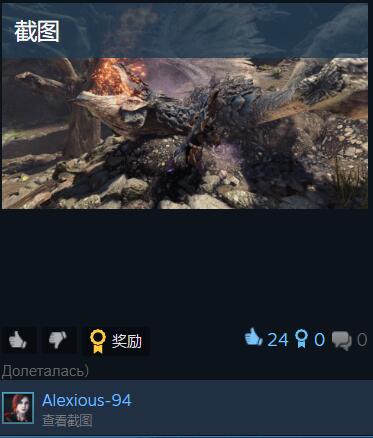 截图
奖励 24 0 0
Долеталась)
Alexious-94
查看截图